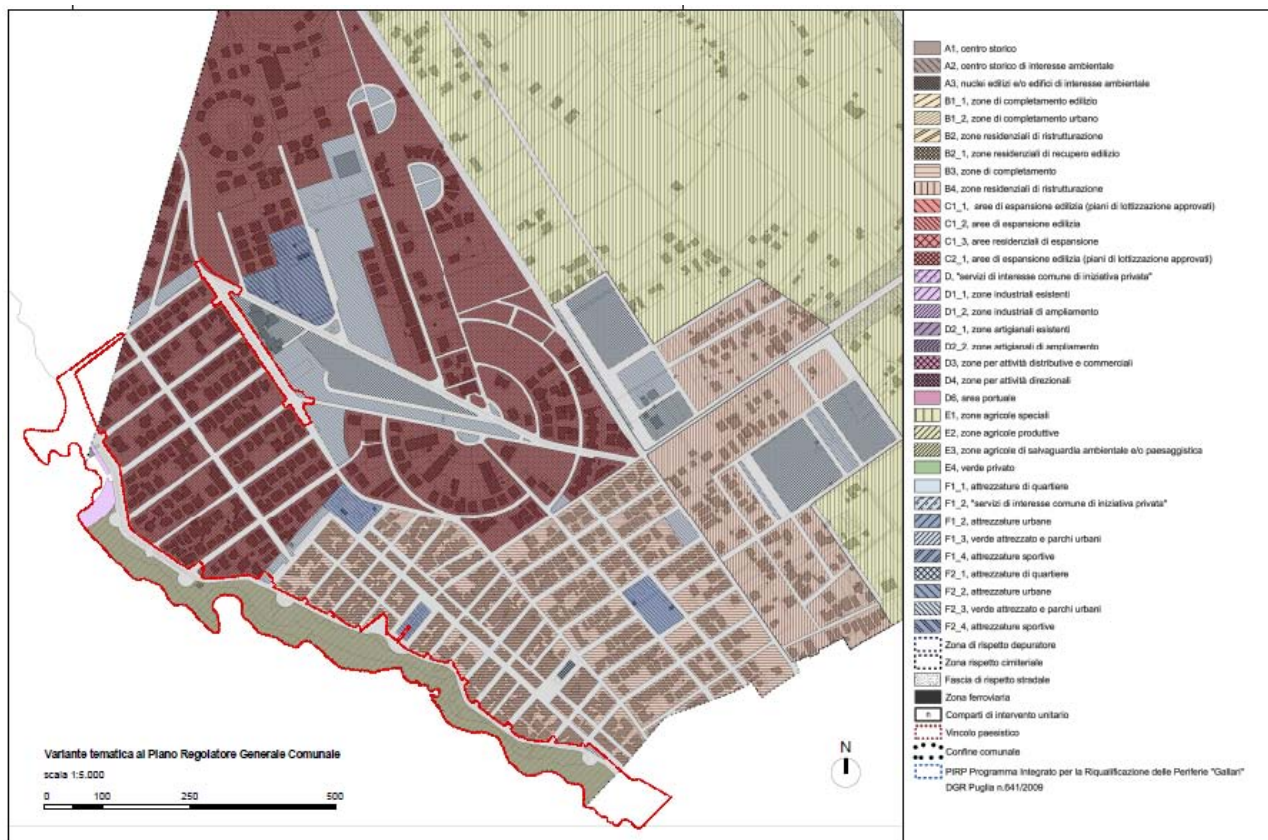 A1, centro storico
A2, centro storico di interesse ambientale
A3, nuclei edilizi e/o edifici di interesse ambientale
B1_1, zone di completamento edilizio
B1_2, zone di completamento urbano
B2, zone residenziali di ristrutturazione
B2_1, zone residenziali di recupero edilizio
B3, zone di completamento
B4, zone residenziali di ristrutturazione
C1_1, aree di espansione edilizia (piani di lottizzazione approvati)
C1_2, aree di espansione edilizia
C1_3, aree residenziali di espansione
C2_1, aree di espansione edilizia (piani di lottizzazione approvati)
D, "servizi di interesse comune di iniziativa privata"
D1_1, zone industriali esistenti
D1_2, zone industriali di ampliamento
D2_1, zone artigianali esistenti
D2_2, zone artigianali di ampliamento
D3, zone per attività distributive e commerciali
D4, zone per attività direzionali
D6, area portuale
E1, zone agricole speciali
E2, zone agricole produttive
E3, zone agricole di salvaguardia ambientale e/o paesaggistica
E4, verde privato
F1_1, attrezzature di quartiere
F1_2, "servizi di interesse comune di iniziativa privata"
F1_2, attrezzature urbane
F1_3, verde attrezzato e parchi urbani
F1_4, attrezzature sportive
F2_1, attrezzature di quartiere
F2_2, attrezzature urbane
F2_3, verde attrezzato e parchi urbani
F2_4, attrezzature sportive
Zona di rispetto depuratore
Zona rispetto cimiteriale
Fascia di rispetto stradale
Zona ferroviaria
Comparti di intervento unitario
Vincolo paesistico
Confine comunale
PIRP Programma Integrato per la Riqualificazione delle Periferie "Gallari"
DGR Puglia n.641/2009
Variante tematica al Piano Regolatore Generale Comunale
scala 1:5.000
0 100 250 500
N